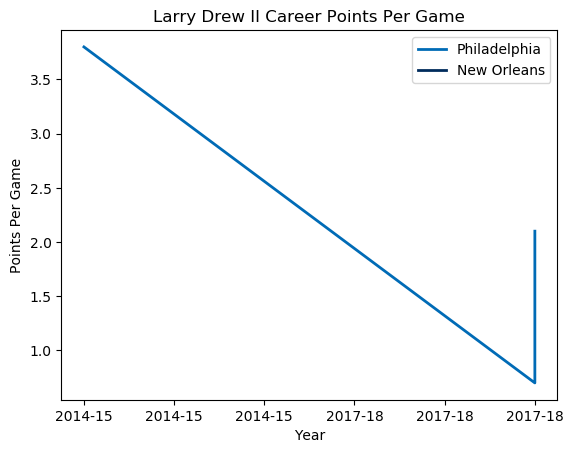 Larry Drew II Career Points Per Game
Philadelphia
New Orleans
3.5
3.0
2.5
2.0
1.5
1.0
Points Per Game
2014-15 2014-15 2014-15 2017-18 2017-18 2017-18
Year